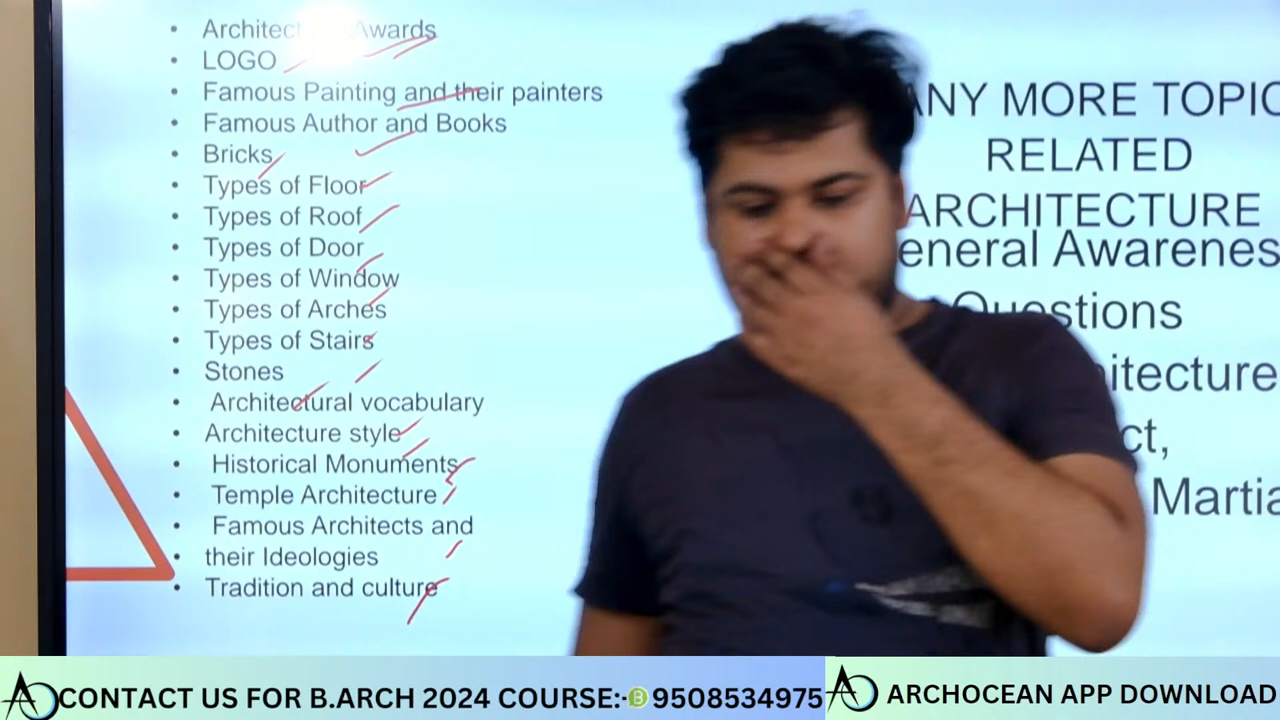 Architec Awards
LOGO
Famous Painting and their painters
Famous Author and Books
Bricks
Types of Floor
Types of Roof
Types of Door
Types of Window
Types of Arches
Types of Stairs
Stones
Architectural vocabulary
Architecture style
Historical Monuments
Temple Architecture
Famous Architects and
their Ideologies
Tradition and culture
ANY MORE TOPIC
RELATED
ARCHITECTURE
eneral Awarenes
Questions
hitecture
ct,
Martia
CONTACT US FOR B.ARCH 2024 COURSE:- 9508534975
ARCHOCEAN APP DOWNLOAD